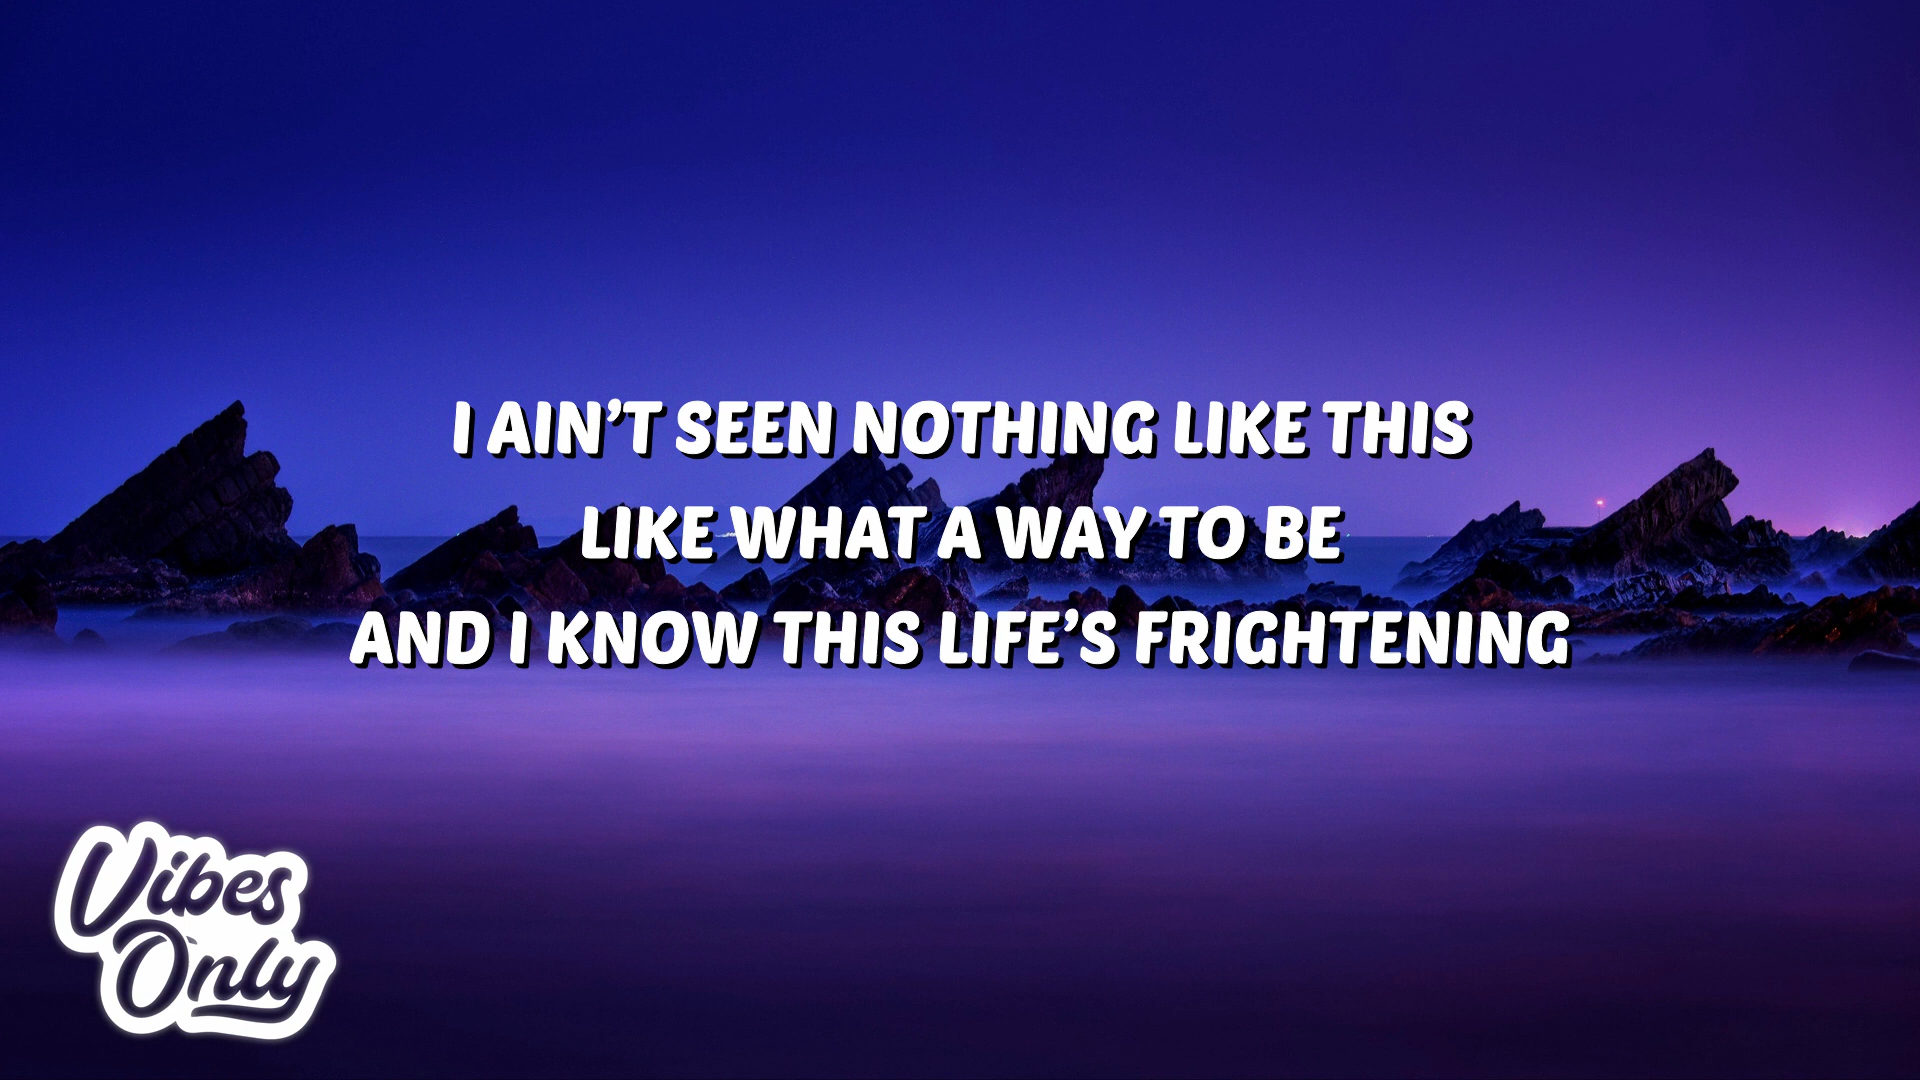 I AIN’T SEEN NOTHING LIKE THIS
LIKE WHAT A WAY TO BE
AND I KNOW THIS LIFE’S FRIGHTENING
Vibes
Only